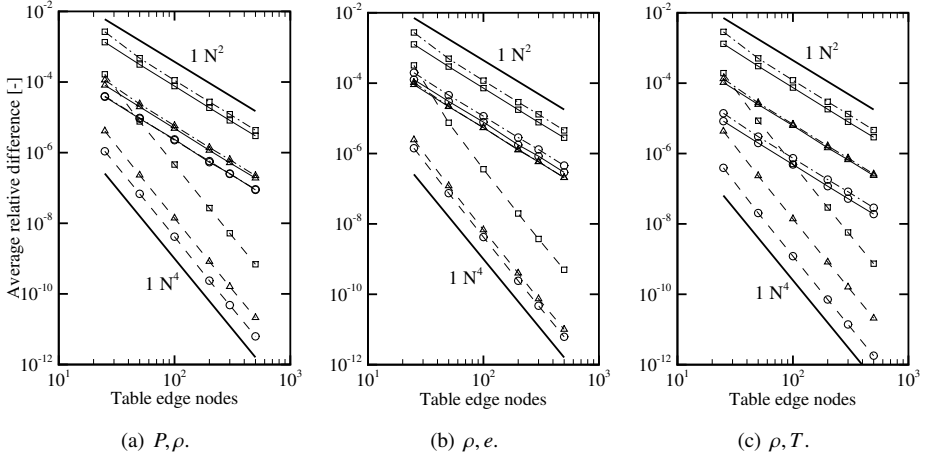 10^-2
10^-4
10^-6
10^-8
10^-10
10^-12
Average relative difference [-]
1 N^2
1 N^4
10^1 10^2 10^3
Table edge nodes
(a) P, ρ.
1 N^2
1 N^4
10^-2
10^-4
10^-6
10^-8
10^-10
10^-12
10^1 10^2 10^3
Table edge nodes
(b) ρ, e.
1 N^2
1 N^4
10^-2
10^-4
10^-6
10^-8
10^-10
10^-12
10^1 10^2 10^3
Table edge nodes
(c) ρ, T.